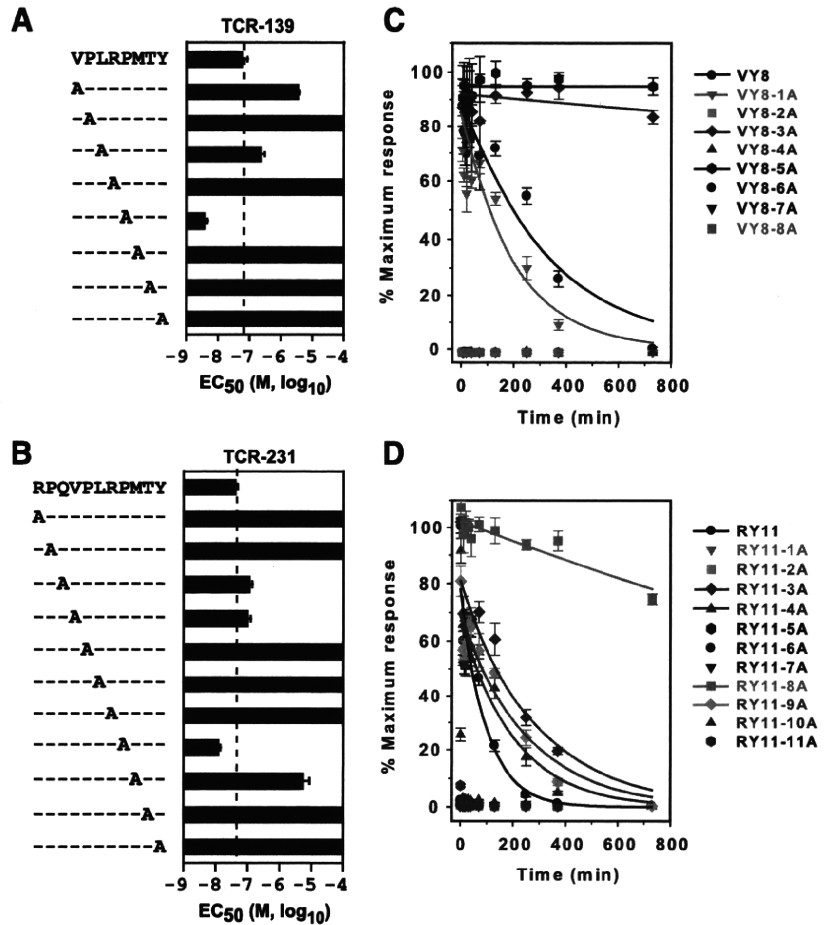 A
TCR-139
VPLRPMTY
A-------
-A------
--A-----
---A----
----A---
-----A--
------A-
-------A
-9 -8 -7 -6 -5 -4
EC50 (M, log10)
C
100
80
60
40
20
0
% Maximum response
0 200 400 600 800
Time (min)
VY8
VY8-1A
VY8-2A
VY8-3A
VY8-4A
VY8-5A
VY8-6A
VY8-7A
VY8-8A
B
TCR-231
RPQVPLRPMTY
A----------
-A---------
--A--------
---A-------
----A------
-----A-----
------A----
-------A---
--------A--
---------A-
----------A
-9 -8 -7 -6 -5 -4
EC50 (M, log10)
D
100
80
60
40
20
0
% Maximum response
0 200 400 600 800
Time (min)
RY11
RY11-1A
RY11-2A
RY11-3A
RY11-4A
RY11-5A
RY11-6A
RY11-7A
RY11-8A
RY11-9A
RY11-10A
RY11-11A